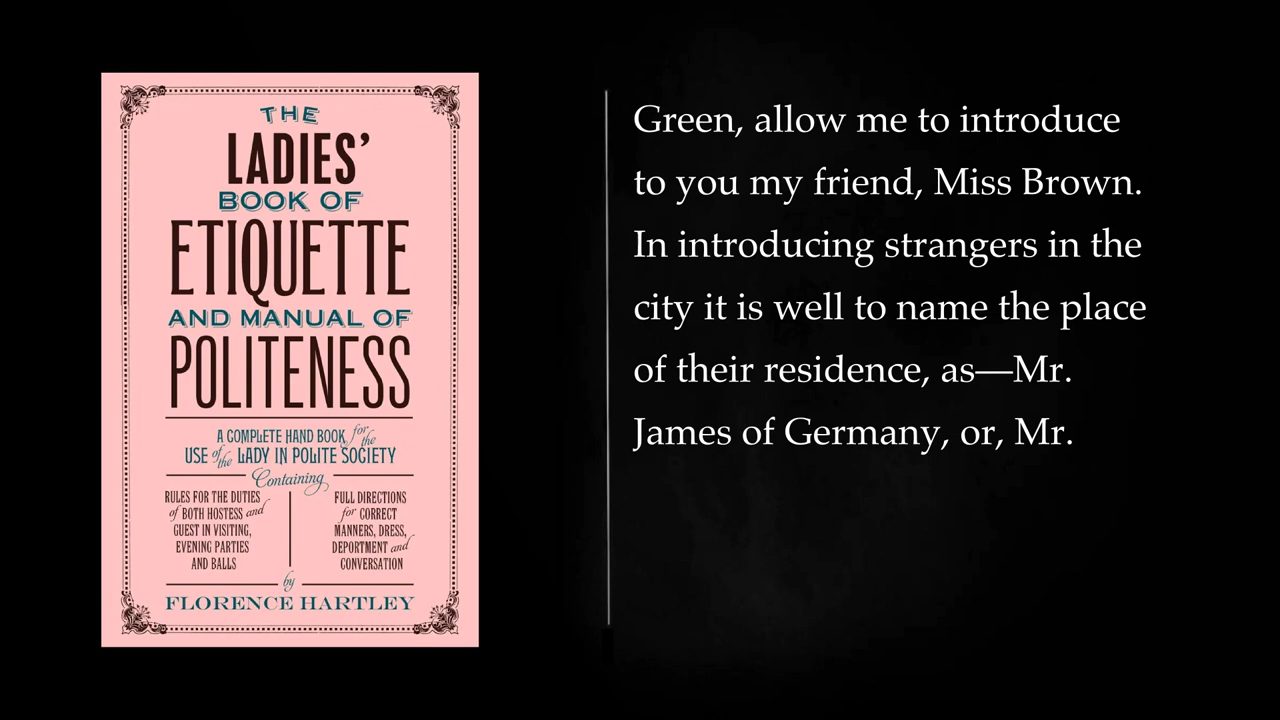 THE
LADIES’
BOOK OF
ETIQUETTE
AND MANUAL OF
POLITENESS
A COMPLETE HAND BOOK for the
USE of the LADY IN POLITE SOCIETY
Containing
RULES FOR THE DUTIES
of BOTH HOSTESS and
GUEST IN VISITING,
EVENING PARTIES
AND BALLS
FULL DIRECTIONS
for CORRECT
MANNERS, DRESS,
DEPORTMENT and
CONVERSATION
by
FLORENCE HARTLEY
Green, allow me to introduce
to you my friend, Miss Brown.
In introducing strangers in the
city it is well to name the place
of their residence, as—Mr.
James of Germany, or, Mr.